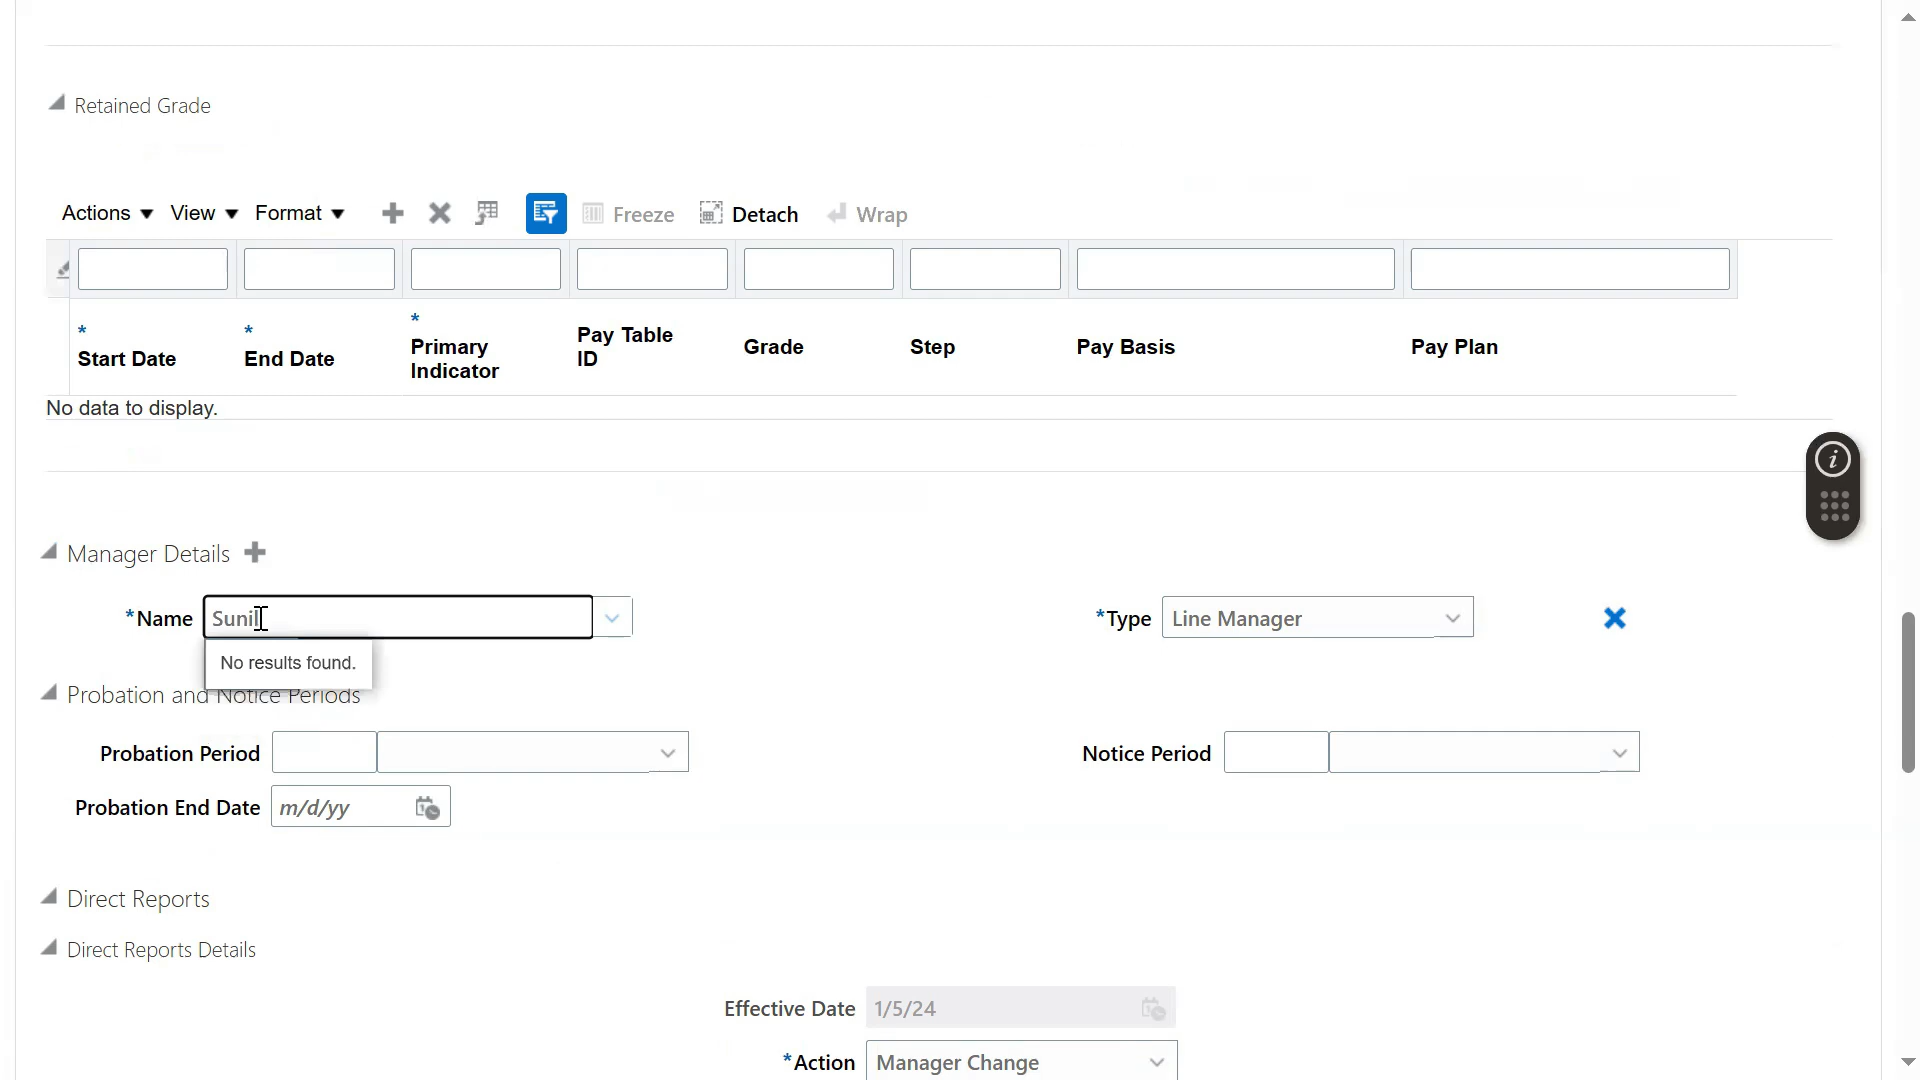 Retained Grade
Actions View Format Freeze Detach Wrap
* Start Date
* End Date
* Primary Indicator
Pay Table ID
Grade
Step
Pay Basis
Pay Plan
No data to display.
Manager Details
*Name Sunil *Type Line Manager
No results found.
Probation and Notice Periods
Probation Period Notice Period
Probation End Date m/d/yy
Direct Reports
Direct Reports Details
Effective Date 1/5/24
*Action Manager Change